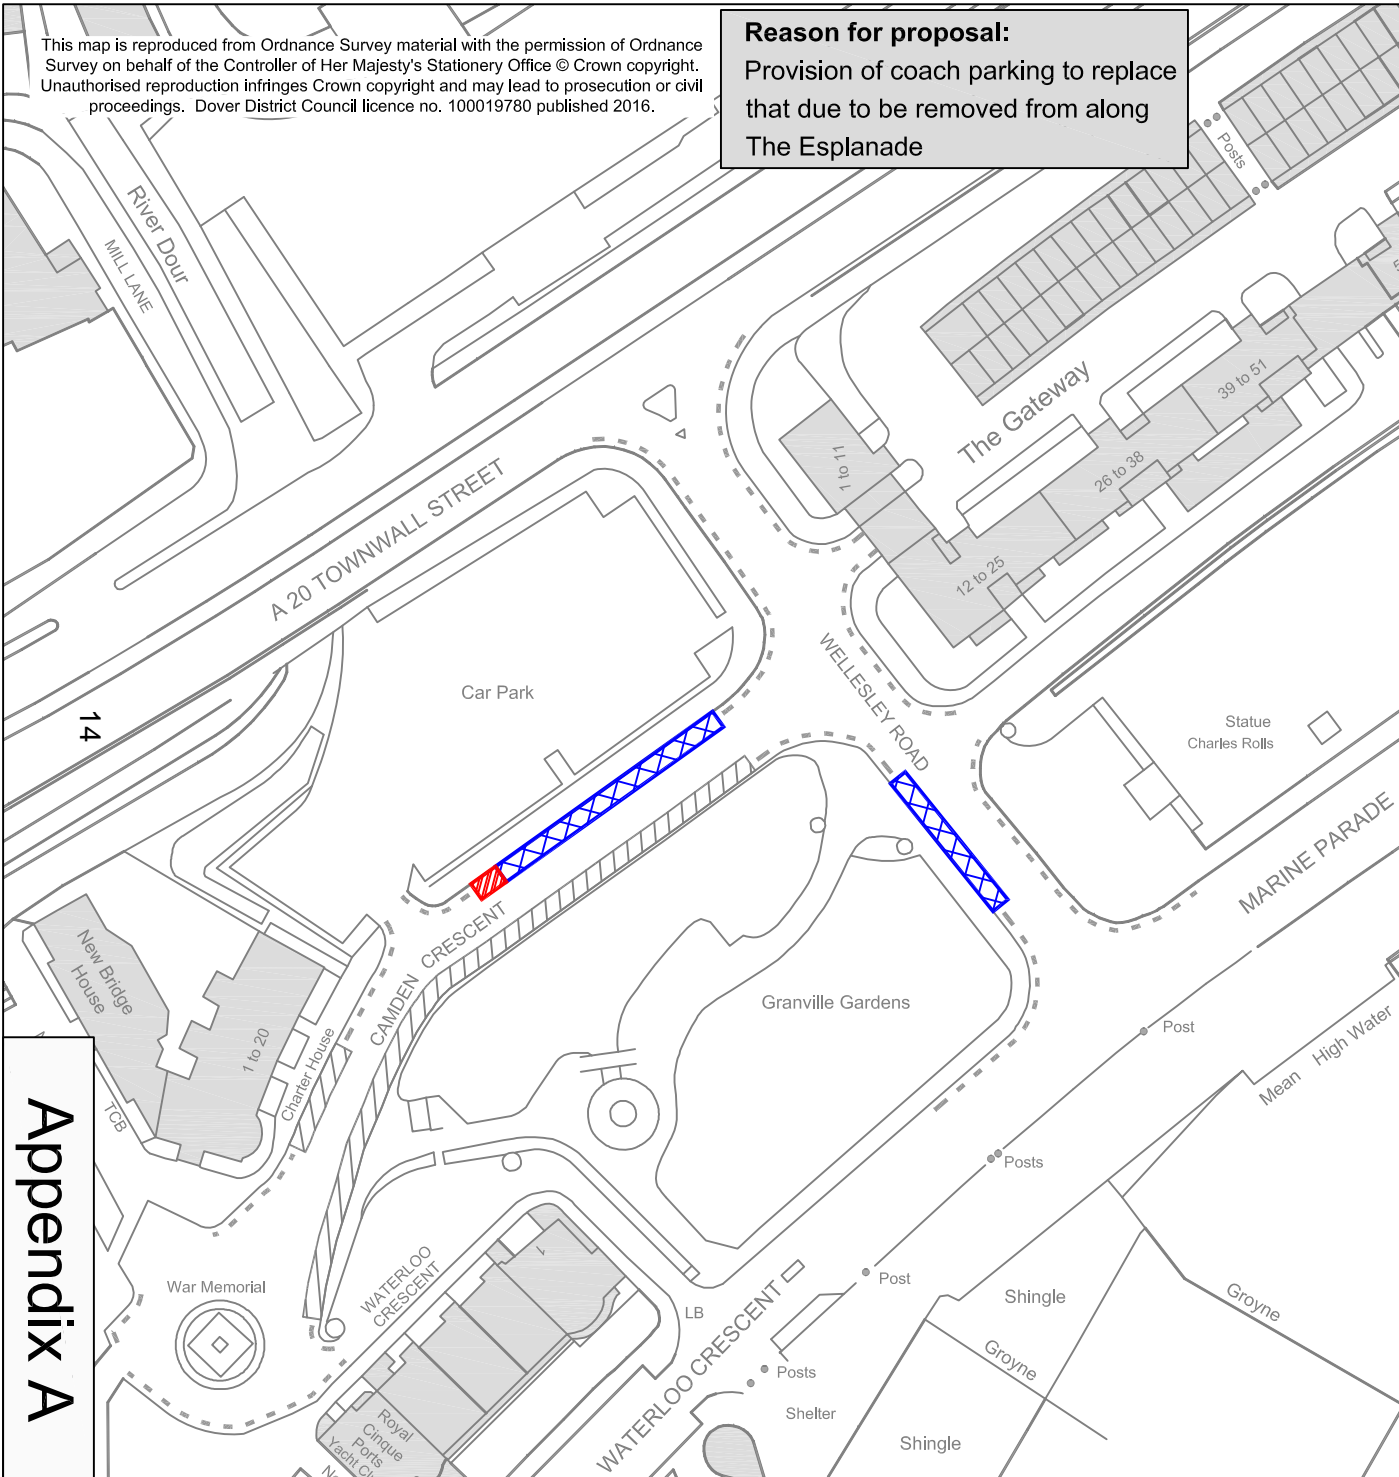 This map is reproduced from Ordnance Survey material with the permission of Ordnance
Survey on behalf of the Controller of Her Majesty's Stationery Office © Crown copyright.
Unauthorised reproduction infringes Crown copyright and may lead to prosecution or civil
proceedings. Dover District Council licence no. 100019780 published 2016.
Reason for proposal:
Provision of coach parking to replace
that due to be removed from along
The Esplanade
Posts
River Dour
MILL LANE
The Gateway
39 to 51
26 to 38
1 to 11
12 to 25
A 20 TOWNWALL STREET
WELLESLEY ROAD
Car Park
14
Statue
Charles Rolls
MARINE PARADE
CAMDEN CRESCENT
New Bridge
House
1 to 20
Charter House
TCB
Granville Gardens
Post
Mean High Water
Posts
Appendix A
War Memorial
WATERLOO
CRESCENT
1
LB
WATERLOO CRESCENT
Post
Shingle
Groyne
Groyne
Posts
Shelter
Shingle
Royal
Cinque
Ports
Yacht